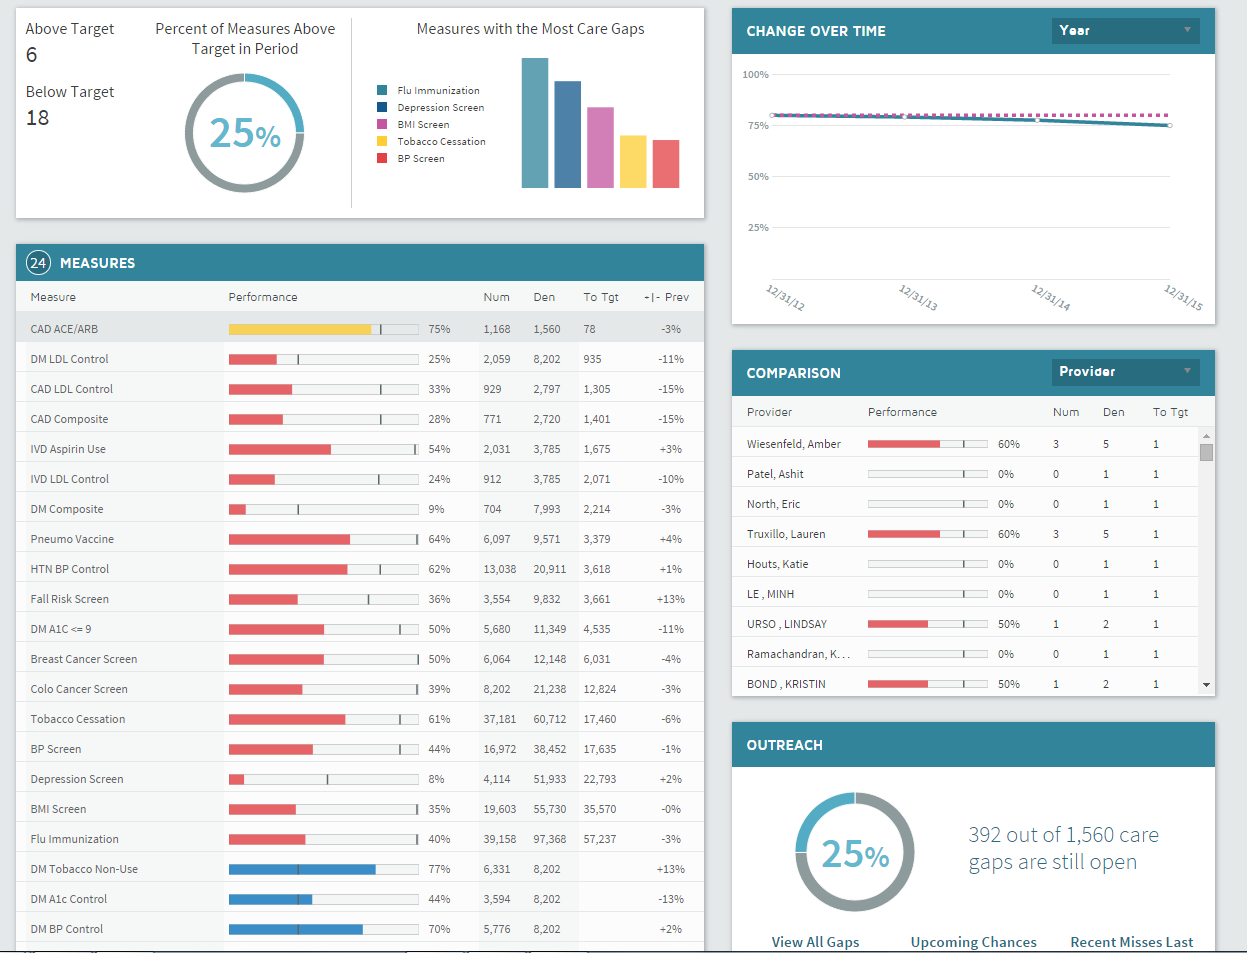 Above Target
6
Below Target
18
Percent of Measures Above
Target in Period
25%
Measures with the Most Care Gaps
Flu Immunization
Depression Screen
BMI Screen
Tobacco Cessation
BP Screen
24 MEASURES
Measure Performance Num Den To Tgt +|- Prev
CAD ACE/ARB 75% 1,168 1,560 78 -3%
DM LDL Control 25% 2,059 8,202 935 -11%
CAD LDL Control 33% 929 2,797 1,305 -15%
CAD Composite 28% 771 2,720 1,401 -15%
IVD Aspirin Use 54% 2,031 3,785 1,675 +3%
IVD LDL Control 24% 912 3,785 2,071 -10%
DM Composite 9% 704 7,993 2,214 -3%
Pneumo Vaccine 64% 6,097 9,571 3,379 +4%
HTN BP Control 62% 13,038 20,911 3,618 +1%
Fall Risk Screen 36% 3,554 9,832 3,661 +13%
DM A1C <= 9 50% 5,680 11,349 4,535 -11%
Breast Cancer Screen 50% 6,064 12,148 6,031 -4%
Colo Cancer Screen 39% 8,202 21,238 12,824 -3%
Tobacco Cessation 61% 37,181 60,712 17,460 -6%
BP Screen 44% 16,972 38,452 17,635 -1%
Depression Screen 8% 4,114 51,933 22,793 +2%
BMI Screen 35% 19,603 55,730 35,570 -0%
Flu Immunization 40% 39,158 97,368 57,237 -3%
DM Tobacco Non-Use 77% 6,331 8,202 +13%
DM A1c Control 44% 3,594 8,202 -13%
DM BP Control 70% 5,776 8,202 +2%
CHANGE OVER TIME Year
100%
75%
50%
25%
12/31/12 12/31/13 12/31/14 12/31/15
COMPARISON Provider
Provider Performance Num Den To Tgt
Wiesenfeld, Amber 60% 3 5 1
Patel, Ashit 0% 0 1 1
North, Eric 0% 0 1 1
Truxillo, Lauren 60% 3 5 1
Houts, Katie 0% 0 1 1
LE , MINH 0% 0 1 1
URSO , LINDSAY 50% 1 2 1
Ramachandran, K... 0% 0 1 1
BOND , KRISTIN 50% 1 2 1
OUTREACH
25%
392 out of 1,560 care
gaps are still open
View All Gaps Upcoming Chances Recent Misses Last